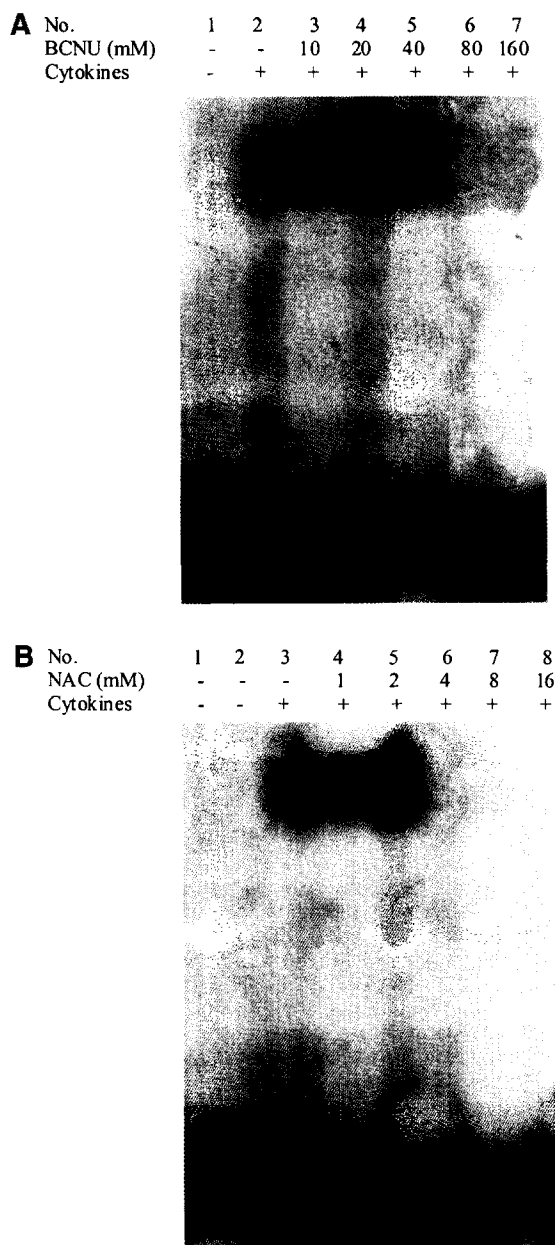 A No. 1 2 3 4 5 6 7
BCNU (mM) - - 10 20 40 80 160
Cytokines - + + + + + +
B No. 1 2 3 4 5 6 7 8
NAC (mM) - - - 1 2 4 8 16
Cytokines - - + + + + + +